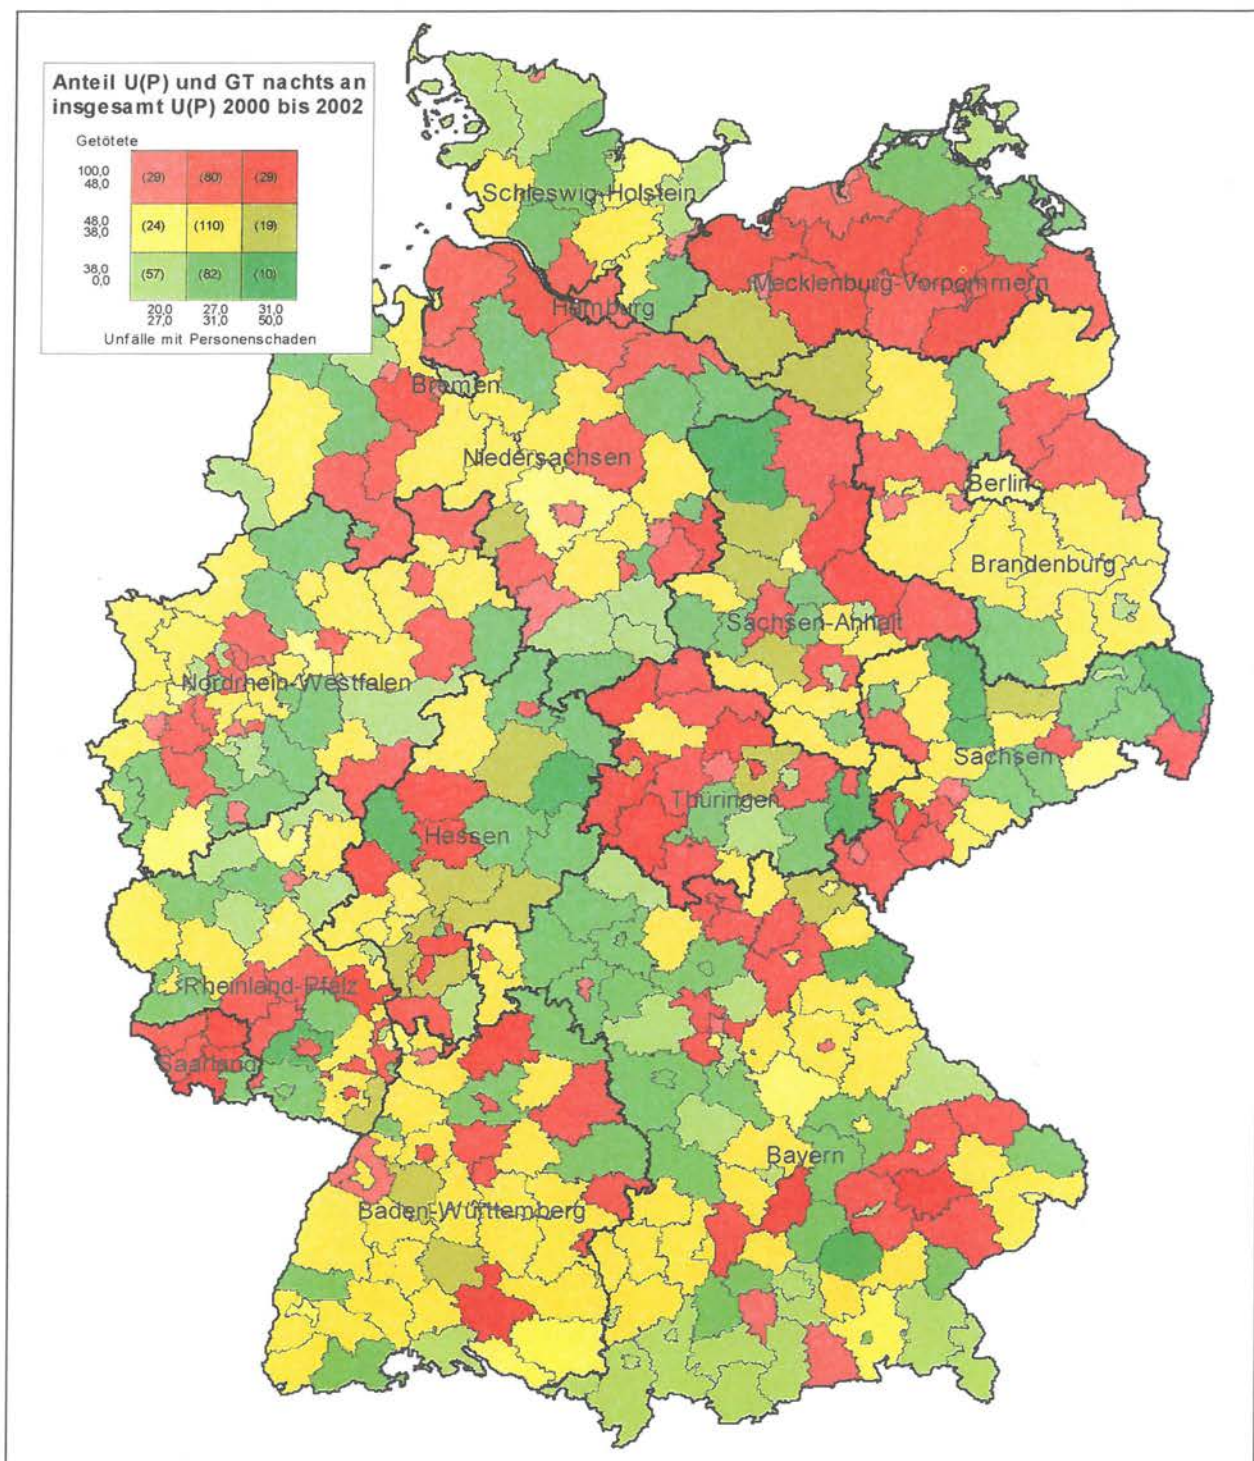 Anteil U(P) und GT nachts an
insgesamt U(P) 2000 bis 2002
Getötete
100,0
48,0
(29) (80) (29)
48,0
38,0
(24) (110) (19)
38,0
0,0
(57) (82) (10)
20,0 27,0 31,0
27,0 31,0 50,0
Unfälle mit Personenschaden
Schleswig-Holstein
Mecklenburg-Vorpommern
Hamburg
Bremen
Niedersachsen
Berlin
Brandenburg
Sachsen-Anhalt
Nordrhein-Westfalen
Sachsen
Thüringen
Hessen
Rheinland-Pfalz
Saarland
Bayern
Baden-Württemberg